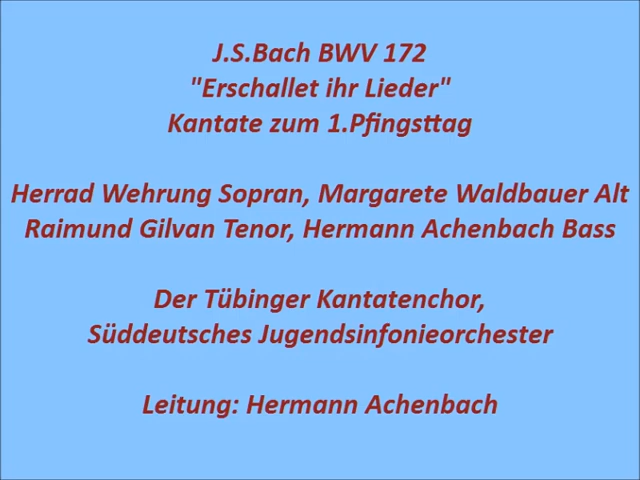 J.S.Bach BWV 172
"Erschallet ihr Lieder"
Kantate zum 1.Pfingsttag
Herrad Wehrung Sopran, Margarete Waldbauer Alt
Raimund Gilvan Tenor, Hermann Achenbach Bass
Der Tübinger Kantatenchor,
Süddeutsches Jugendsinfonieorchester
Leitung: Hermann Achenbach